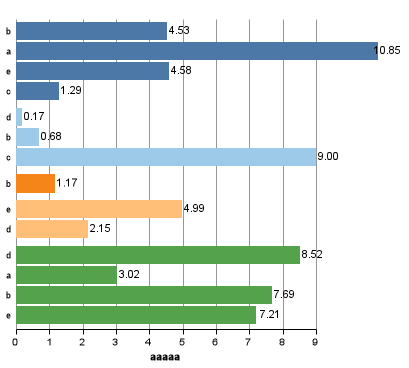 b 4.53
a 10.85
e 4.58
c 1.29
d 0.17
b 0.68
c 9.00
b 1.17
e 4.99
d 2.15
d 8.52
a 3.02
b 7.69
e 7.21
0 1 2 3 4 5 6 7 8 9
aaaaa